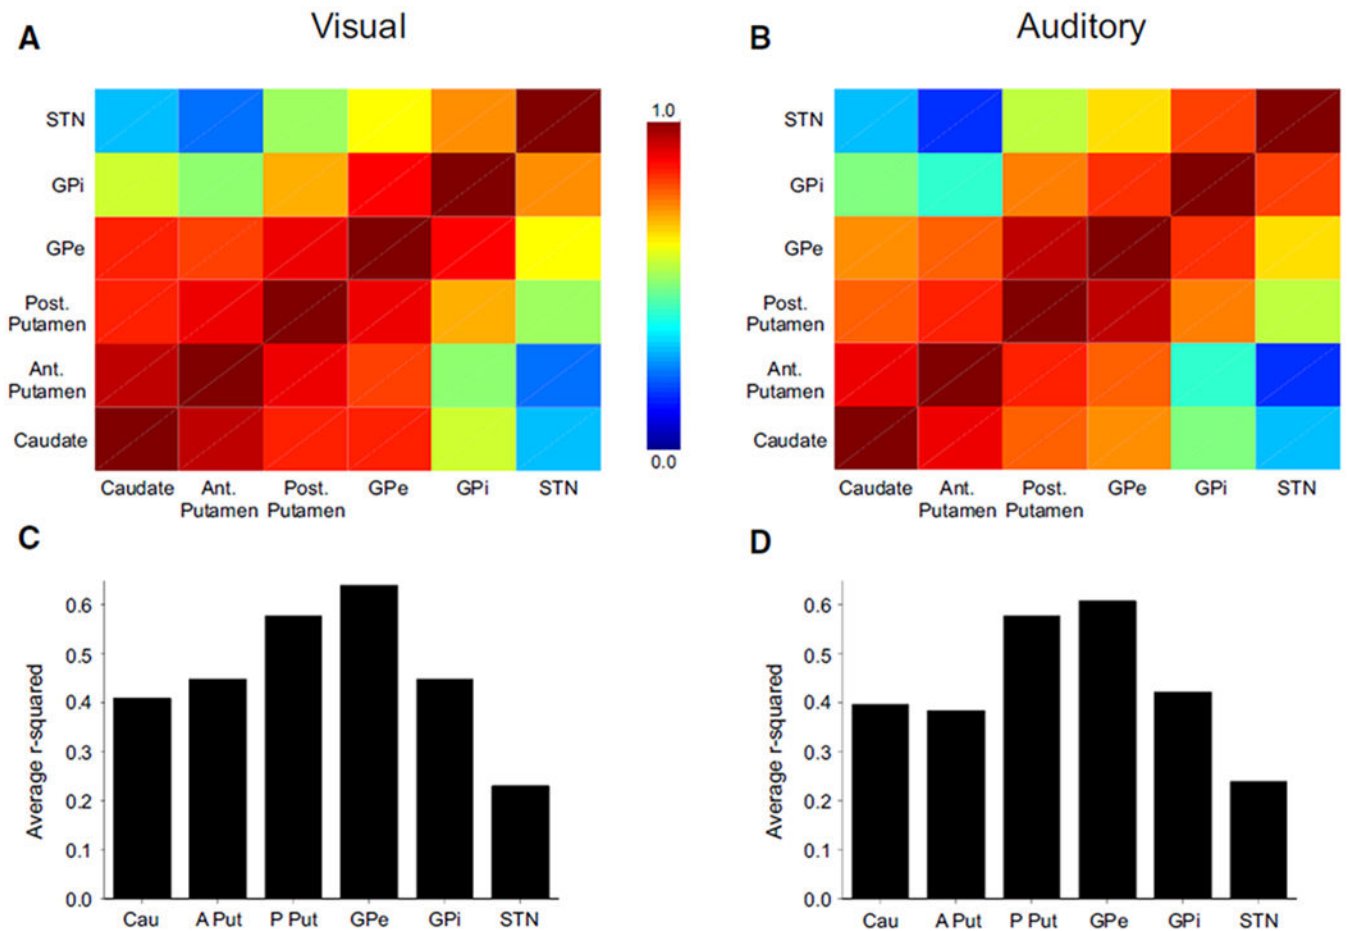 A
Visual
B
Auditory
STN
GPi
GPe
Post.
Putamen
Ant.
Putamen
Caudate
Caudate Ant. Post. GPe GPi STN
Putamen Putamen
1.0
0.0
STN
GPi
GPe
Post.
Putamen
Ant.
Putamen
Caudate
Caudate Ant. Post. GPe GPi STN
Putamen Putamen
C
Average r-squared
0.6
0.5
0.4
0.3
0.2
0.1
0.0
Cau A Put P Put GPe GPi STN
D
Average r-squared
0.6
0.5
0.4
0.3
0.2
0.1
0.0
Cau A Put P Put GPe GPi STN